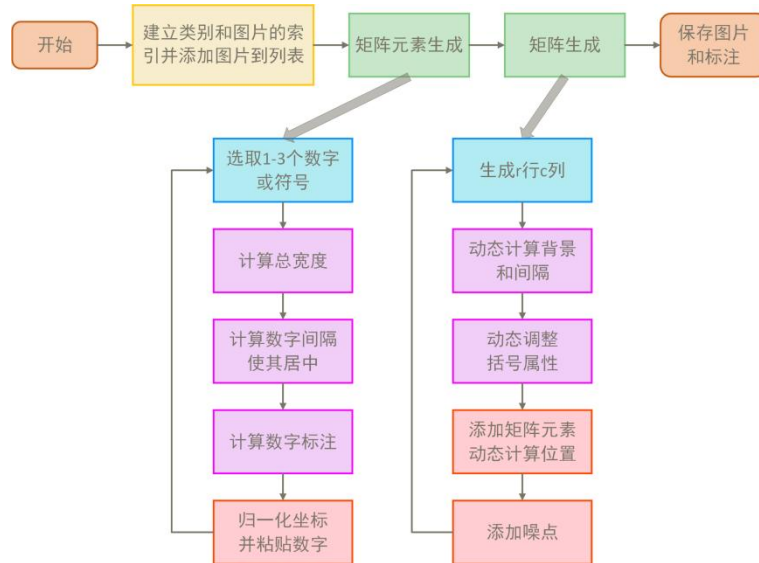 开始
建立类别和图片的索
引并添加图片到列表
矩阵元素生成
矩阵生成
保存图片
和标注
选取1-3个数字
或符号
生成r行c列
计算总宽度
动态计算背景
和间隔
计算数字间隔
使其居中
动态调整
括号属性
计算数字标注
添加矩阵元素
动态计算位置
归一化坐标
并粘贴数字
添加噪点